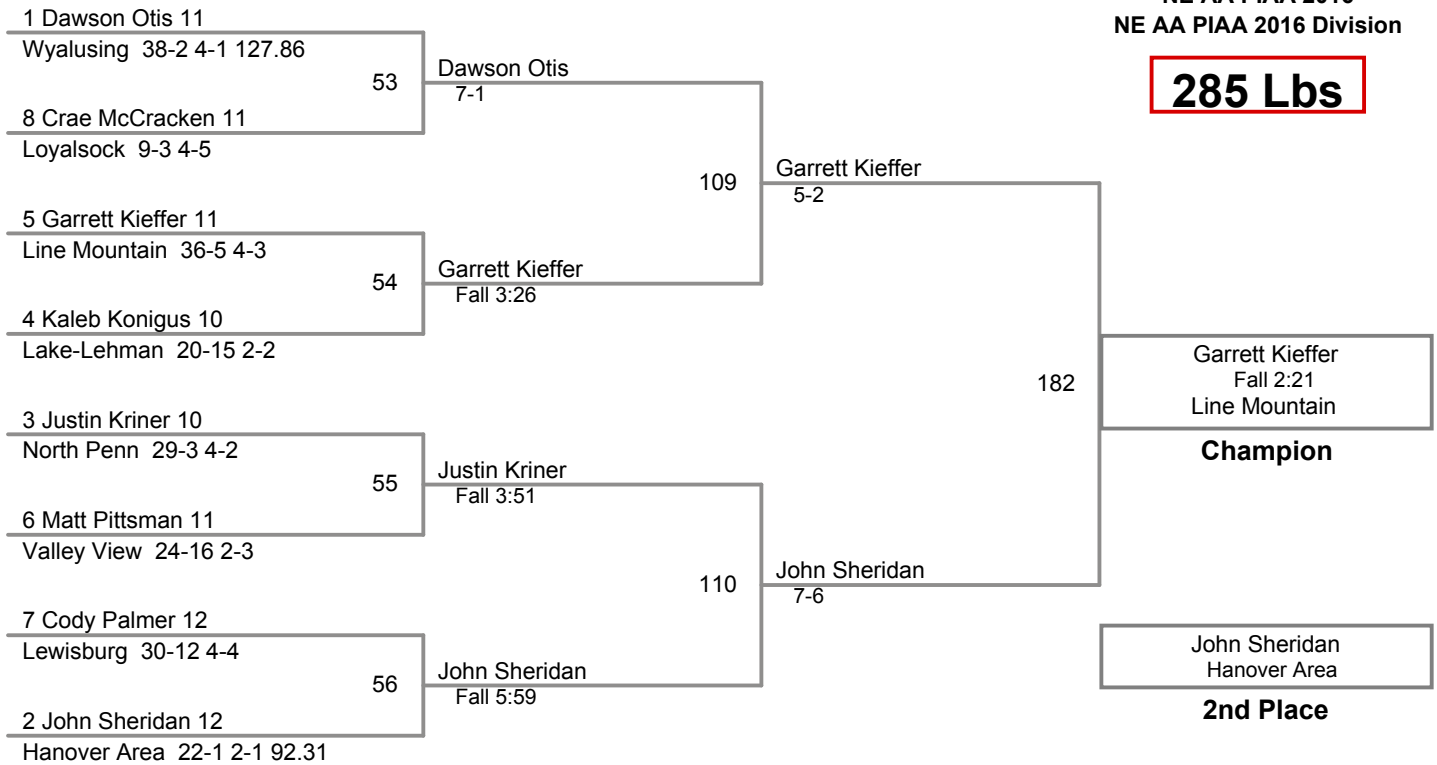 NE AA PIAA 2016
NE AA PIAA 2016 Division
285 Lbs
1 Dawson Otis 11
Wyalusing 38-2 4-1 127.86
53
8 Crae McCracken 11
Loyalsock 9-3 4-5
Dawson Otis
7-1
109
5 Garrett Kieffer 11
Line Mountain 36-5 4-3
54
4 Kaleb Konigus 10
Lake-Lehman 20-15 2-2
Garrett Kieffer
Fall 3:26
Garrett Kieffer
5-2
182
3 Justin Kriner 10
North Penn 29-3 4-2
55
6 Matt Pittsman 11
Valley View 24-16 2-3
Justin Kriner
Fall 3:51
110
7 Cody Palmer 12
Lewisburg 30-12 4-4
56
2 John Sheridan 12
Hanover Area 22-1 2-1 92.31
John Sheridan
Fall 5:59
John Sheridan
7-6
Garrett Kieffer
Fall 2:21
Line Mountain
Champion
John Sheridan
Hanover Area
2nd Place